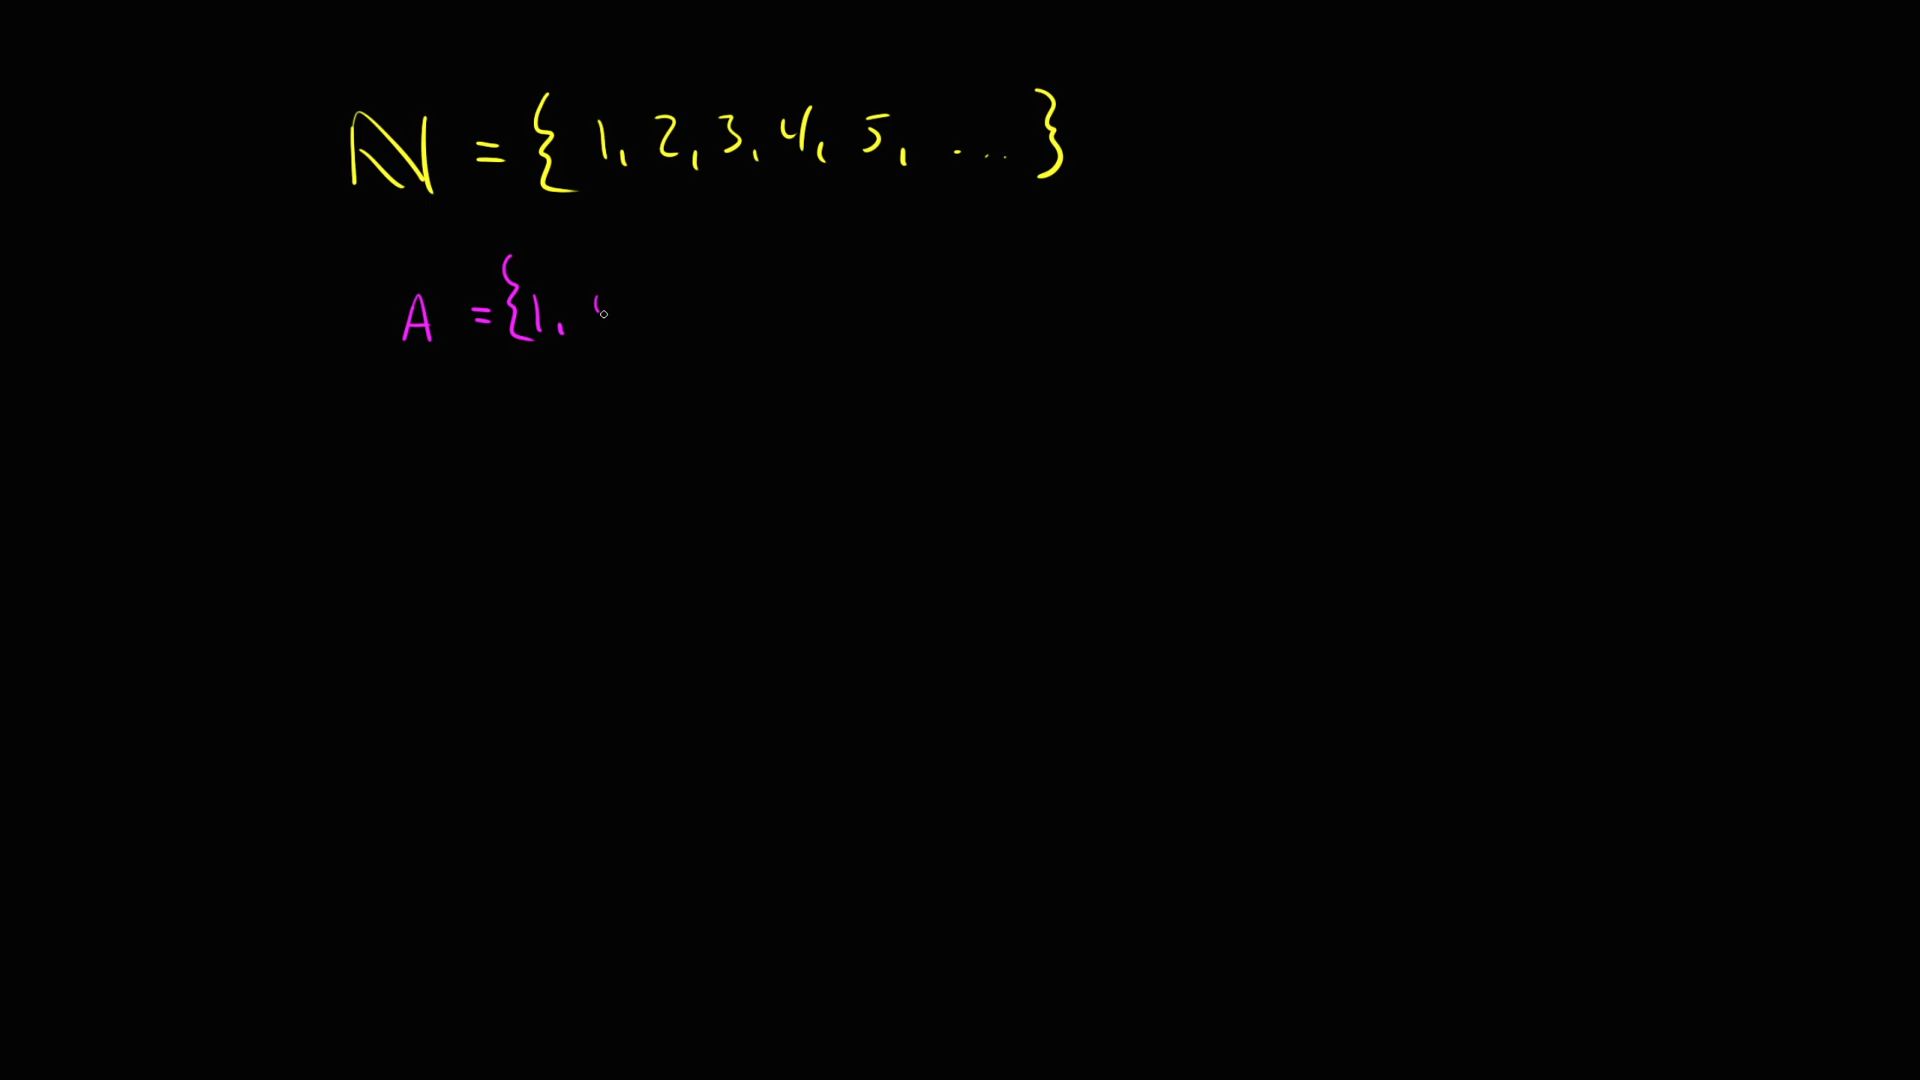 ℕ = { 1, 2, 3, 4, 5, ... }
A = { 1,